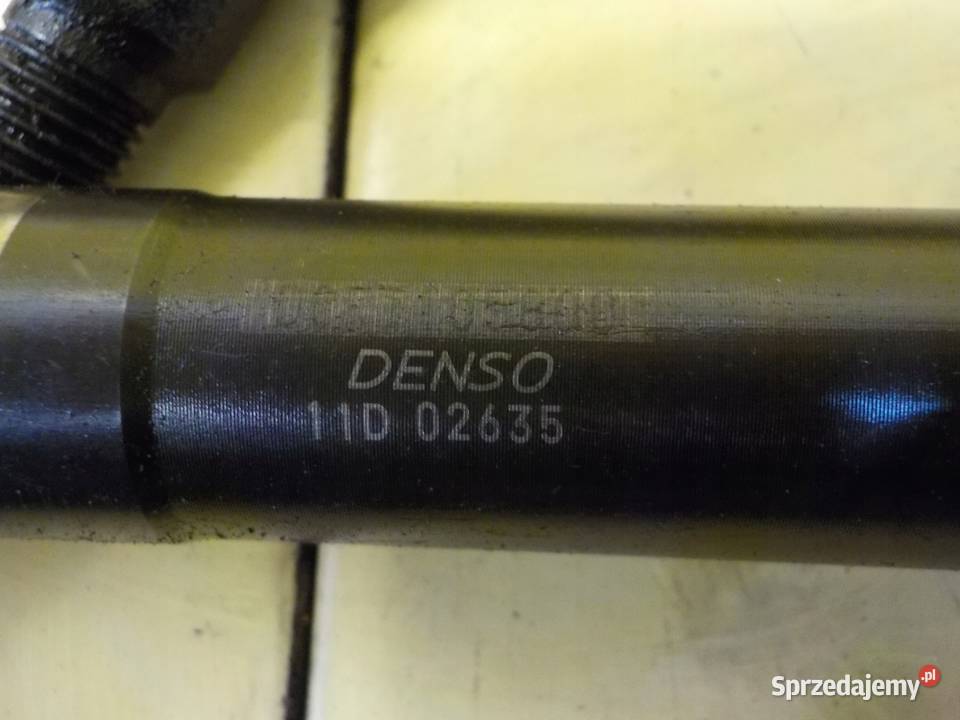 DENSO
11D 02635
Sprzedajemy.pl